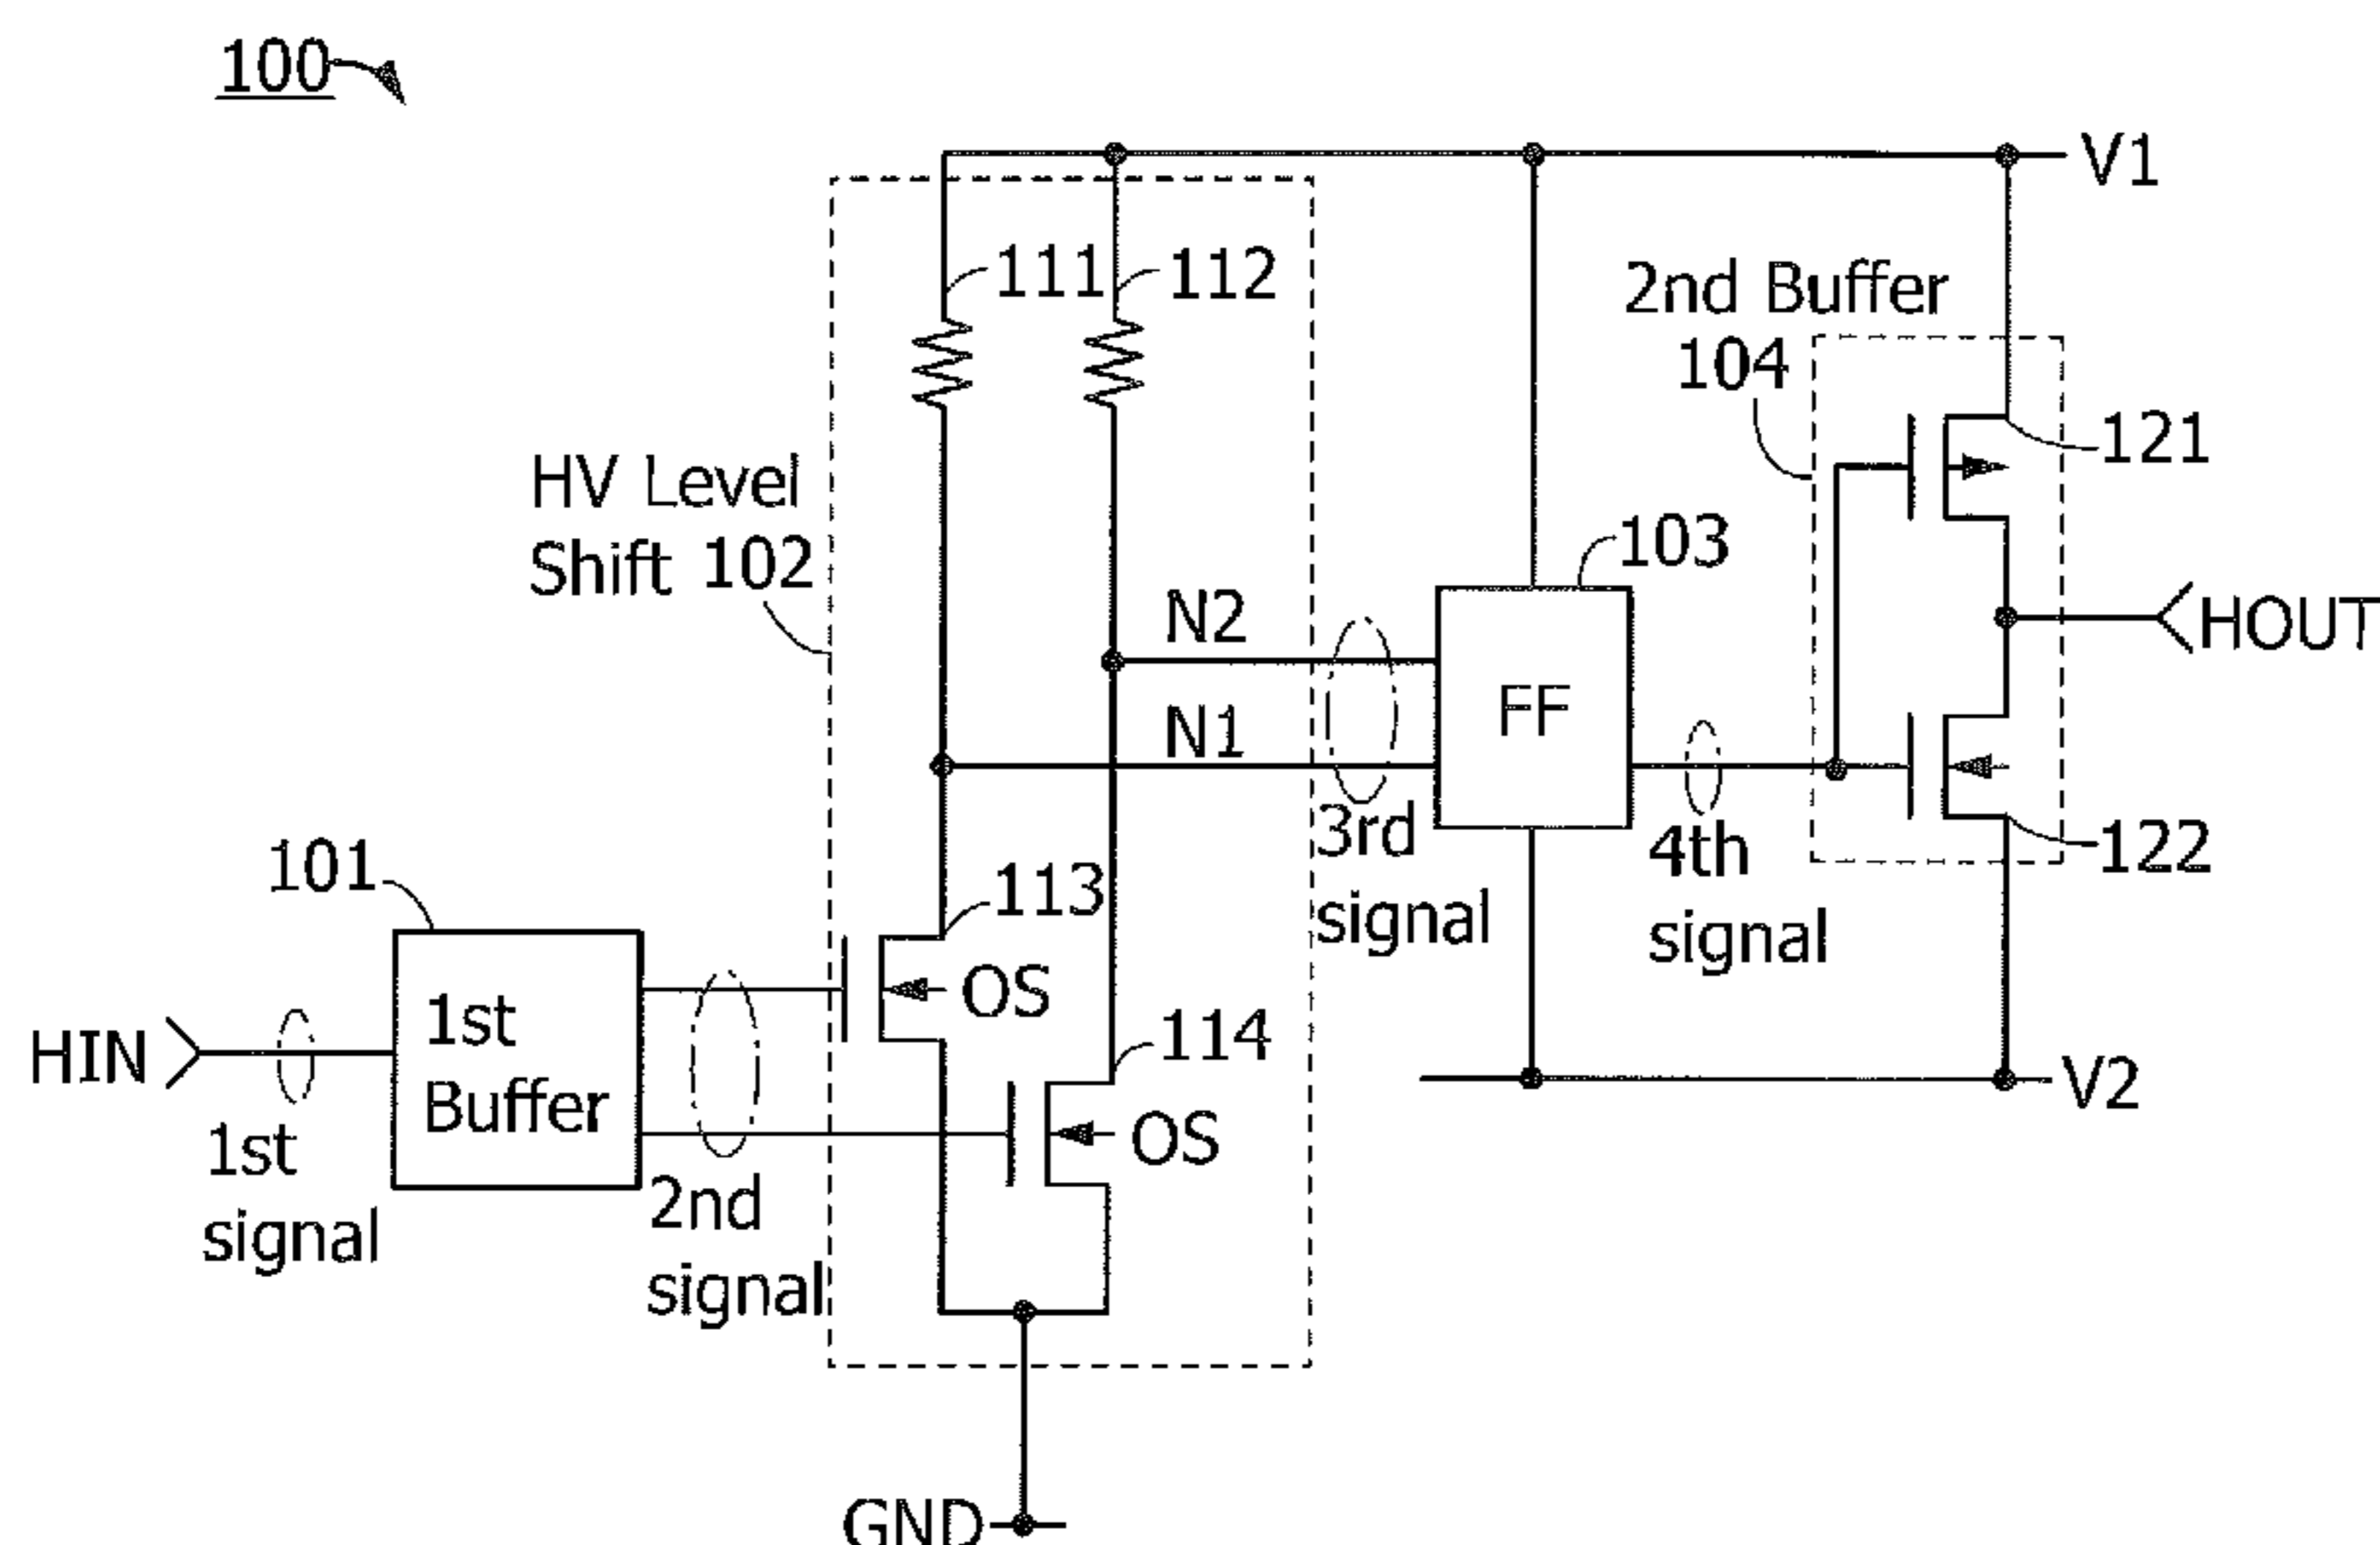 100
V1
111
112
2nd Buffer
104
121
HV Level
Shift 102
103
N2
HOUT
FF
N1
3rd
signal
4th
signal
122
101
113
OS
1st
Buffer
HIN
114
OS
V2
1st
signal
2nd
signal
GND